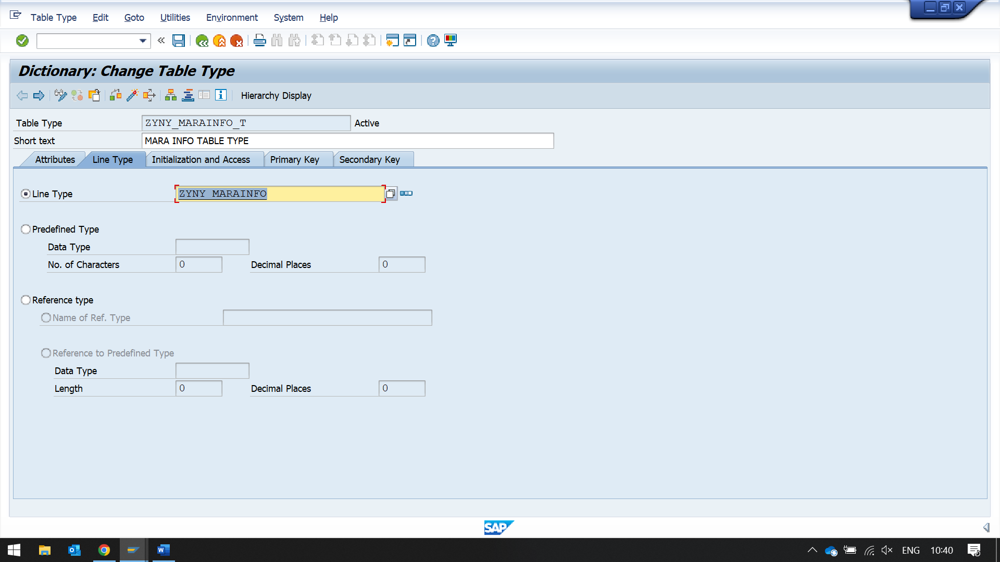 Table Type Edit Goto Utilities Environment System Help
Dictionary: Change Table Type
Hierarchy Display
Table Type ZYNY_MARAINFO_T Active
Short text MARA INFO TABLE TYPE
Attributes Line Type Initialization and Access Primary Key Secondary Key
Line Type ZYNY_MARAINFO
Predefined Type
Data Type
No. of Characters 0 Decimal Places 0
Reference type
Name of Ref. Type
Reference to Predefined Type
Data Type
Length 0 Decimal Places 0
SAP
ENG 10:40